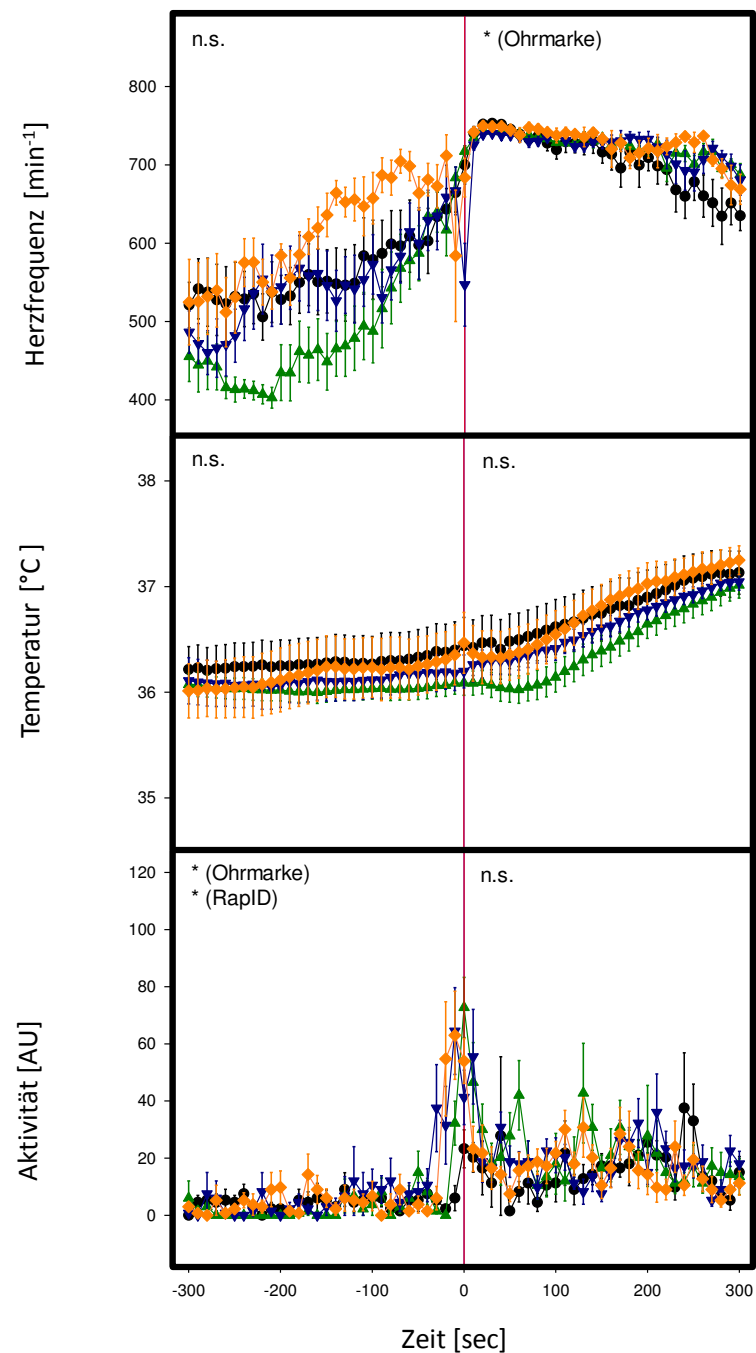 n.s.
* (Ohrmarke)
Herzfrequenz [min⁻¹]
800
700
600
500
400
n.s.
n.s.
Temperatur [°C ]
38
37
36
35
* (Ohrmarke)
* (RapID)
n.s.
Aktivität [AU]
120
100
80
60
40
20
0
-300 -200 -100 0 100 200 300
Zeit [sec]